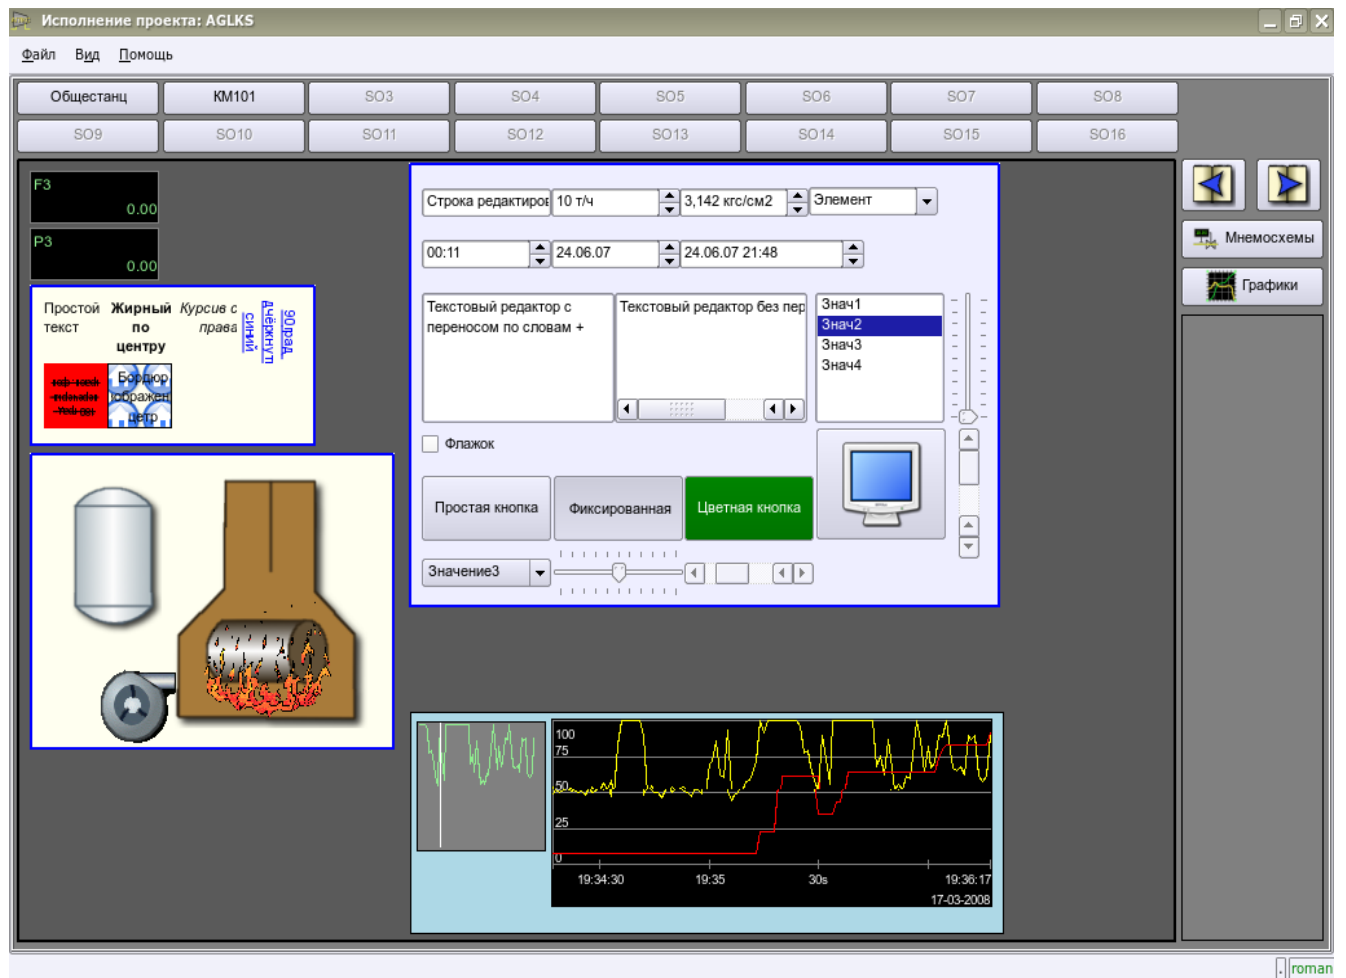 Исполнение проекта: AGLKS
Файл Вид Помощь
Общестанц КМ101 SO3 SO4 SO5 SO6 SO7 SO8
SO9 SO10 SO11 SO12 SO13 SO14 SO15 SO16
F3
0.00
P3
0.00
Мнемосхемы
Графики
Простой текст
Жирный по центру
Курсив с права
90 град.
синий
Бордюр
Строка редактиров 10 т/ч 3,142 кгс/см2 Элемент
00:11 24.06.07 24.06.07 21:48
Текстовый редактор с
переносом по словам +
Текстовый редактор без пер
Знач1
Знач2
Знач3
Знач4
Флажок
Простая кнопка Фиксированная Цветная кнопка
Значение3
100
75
50
25
0
19:34:30 19:35 30s 19:36:17
17-03-2008
. roman